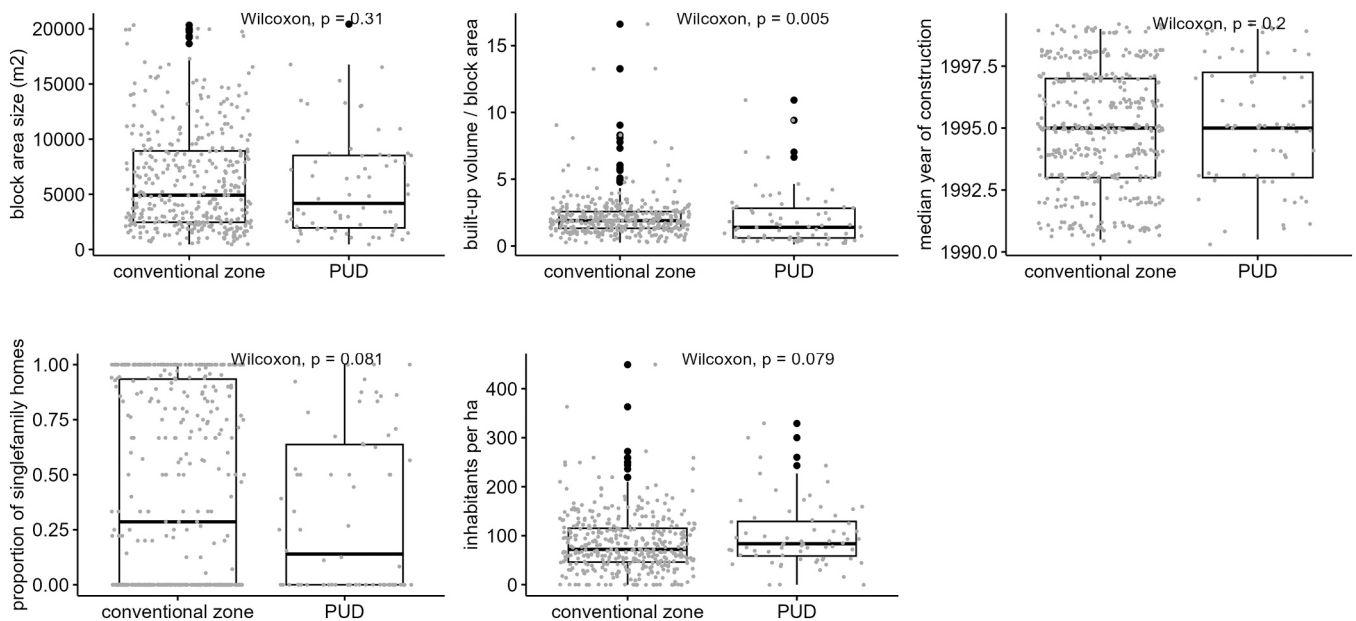 Wilcoxon, p = 0.31
block area size (m2)
20000
15000
10000
5000
0
conventional zone
PUD
Wilcoxon, p = 0.005
built-up volume / block area
15
10
5
0
conventional zone
PUD
Wilcoxon, p = 0.2
median year of construction
1997.5
1995.0
1992.5
1990.0
conventional zone
PUD
Wilcoxon, p = 0.081
proportion of singlefamily homes
1.00
0.75
0.50
0.25
0.00
conventional zone
PUD
Wilcoxon, p = 0.079
inhabitants per ha
400
300
200
100
0
conventional zone
PUD